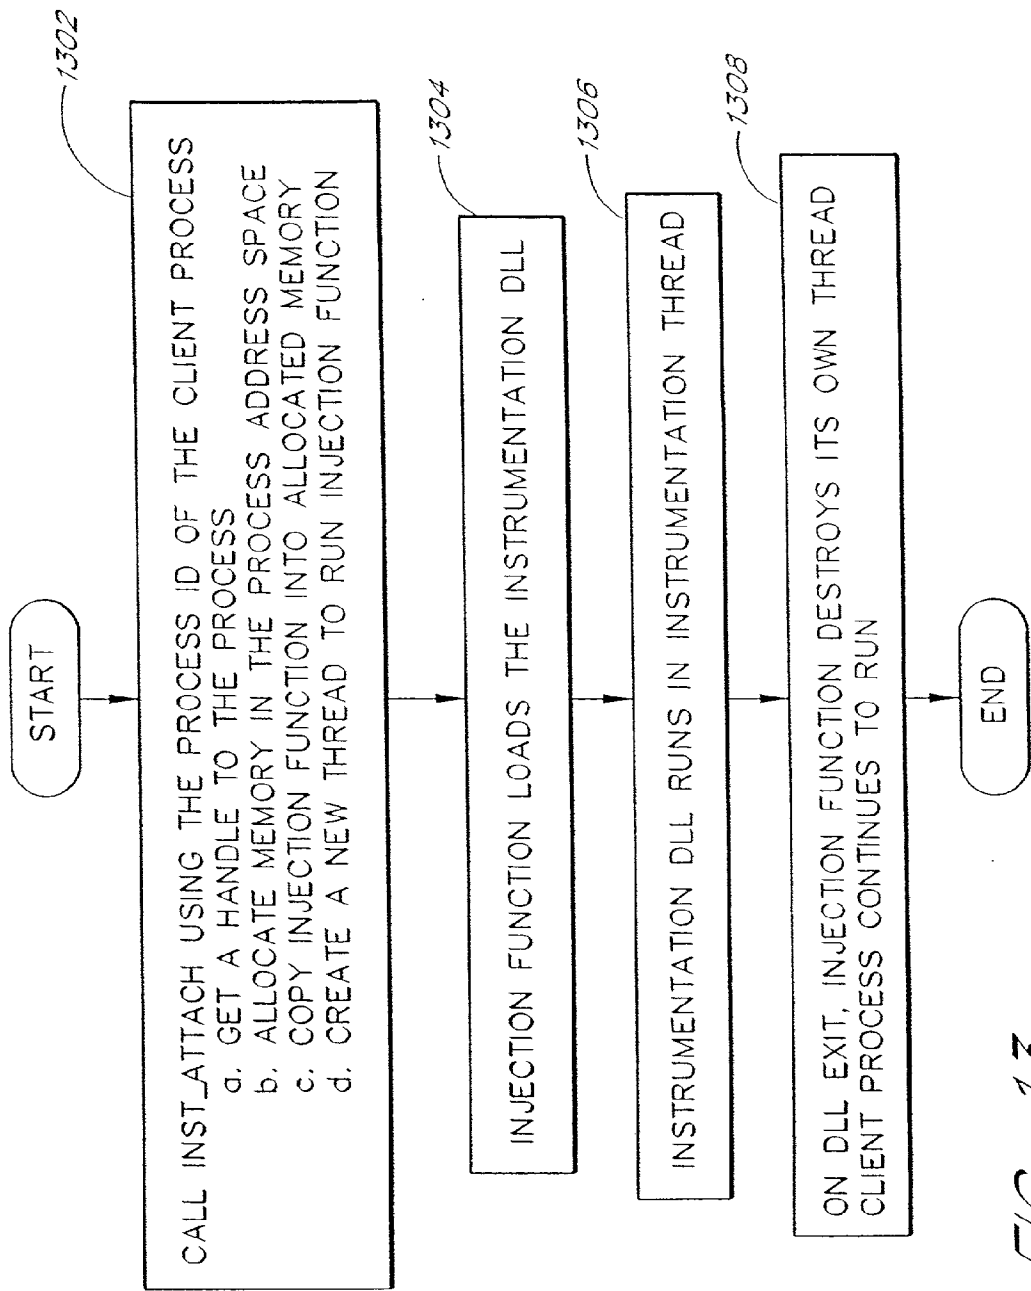 START
1302
CALL INST_ATTACH USING THE PROCESS ID OF THE CLIENT PROCESS
a. GET A HANDLE TO THE PROCESS
b. ALLOCATE MEMORY IN THE PROCESS ADDRESS SPACE
c. COPY INJECTION FUNCTION INTO ALLOCATED MEMORY
d. CREATE A NEW THREAD TO RUN INJECTION FUNCTION
1304
INJECTION FUNCTION LOADS THE INSTRUMENTATION DLL
1306
INSTRUMENTATION DLL RUNS IN INSTRUMENTATION THREAD
1308
ON DLL EXIT, INJECTION FUNCTION DESTROYS ITS OWN THREAD
CLIENT PROCESS CONTINUES TO RUN
END